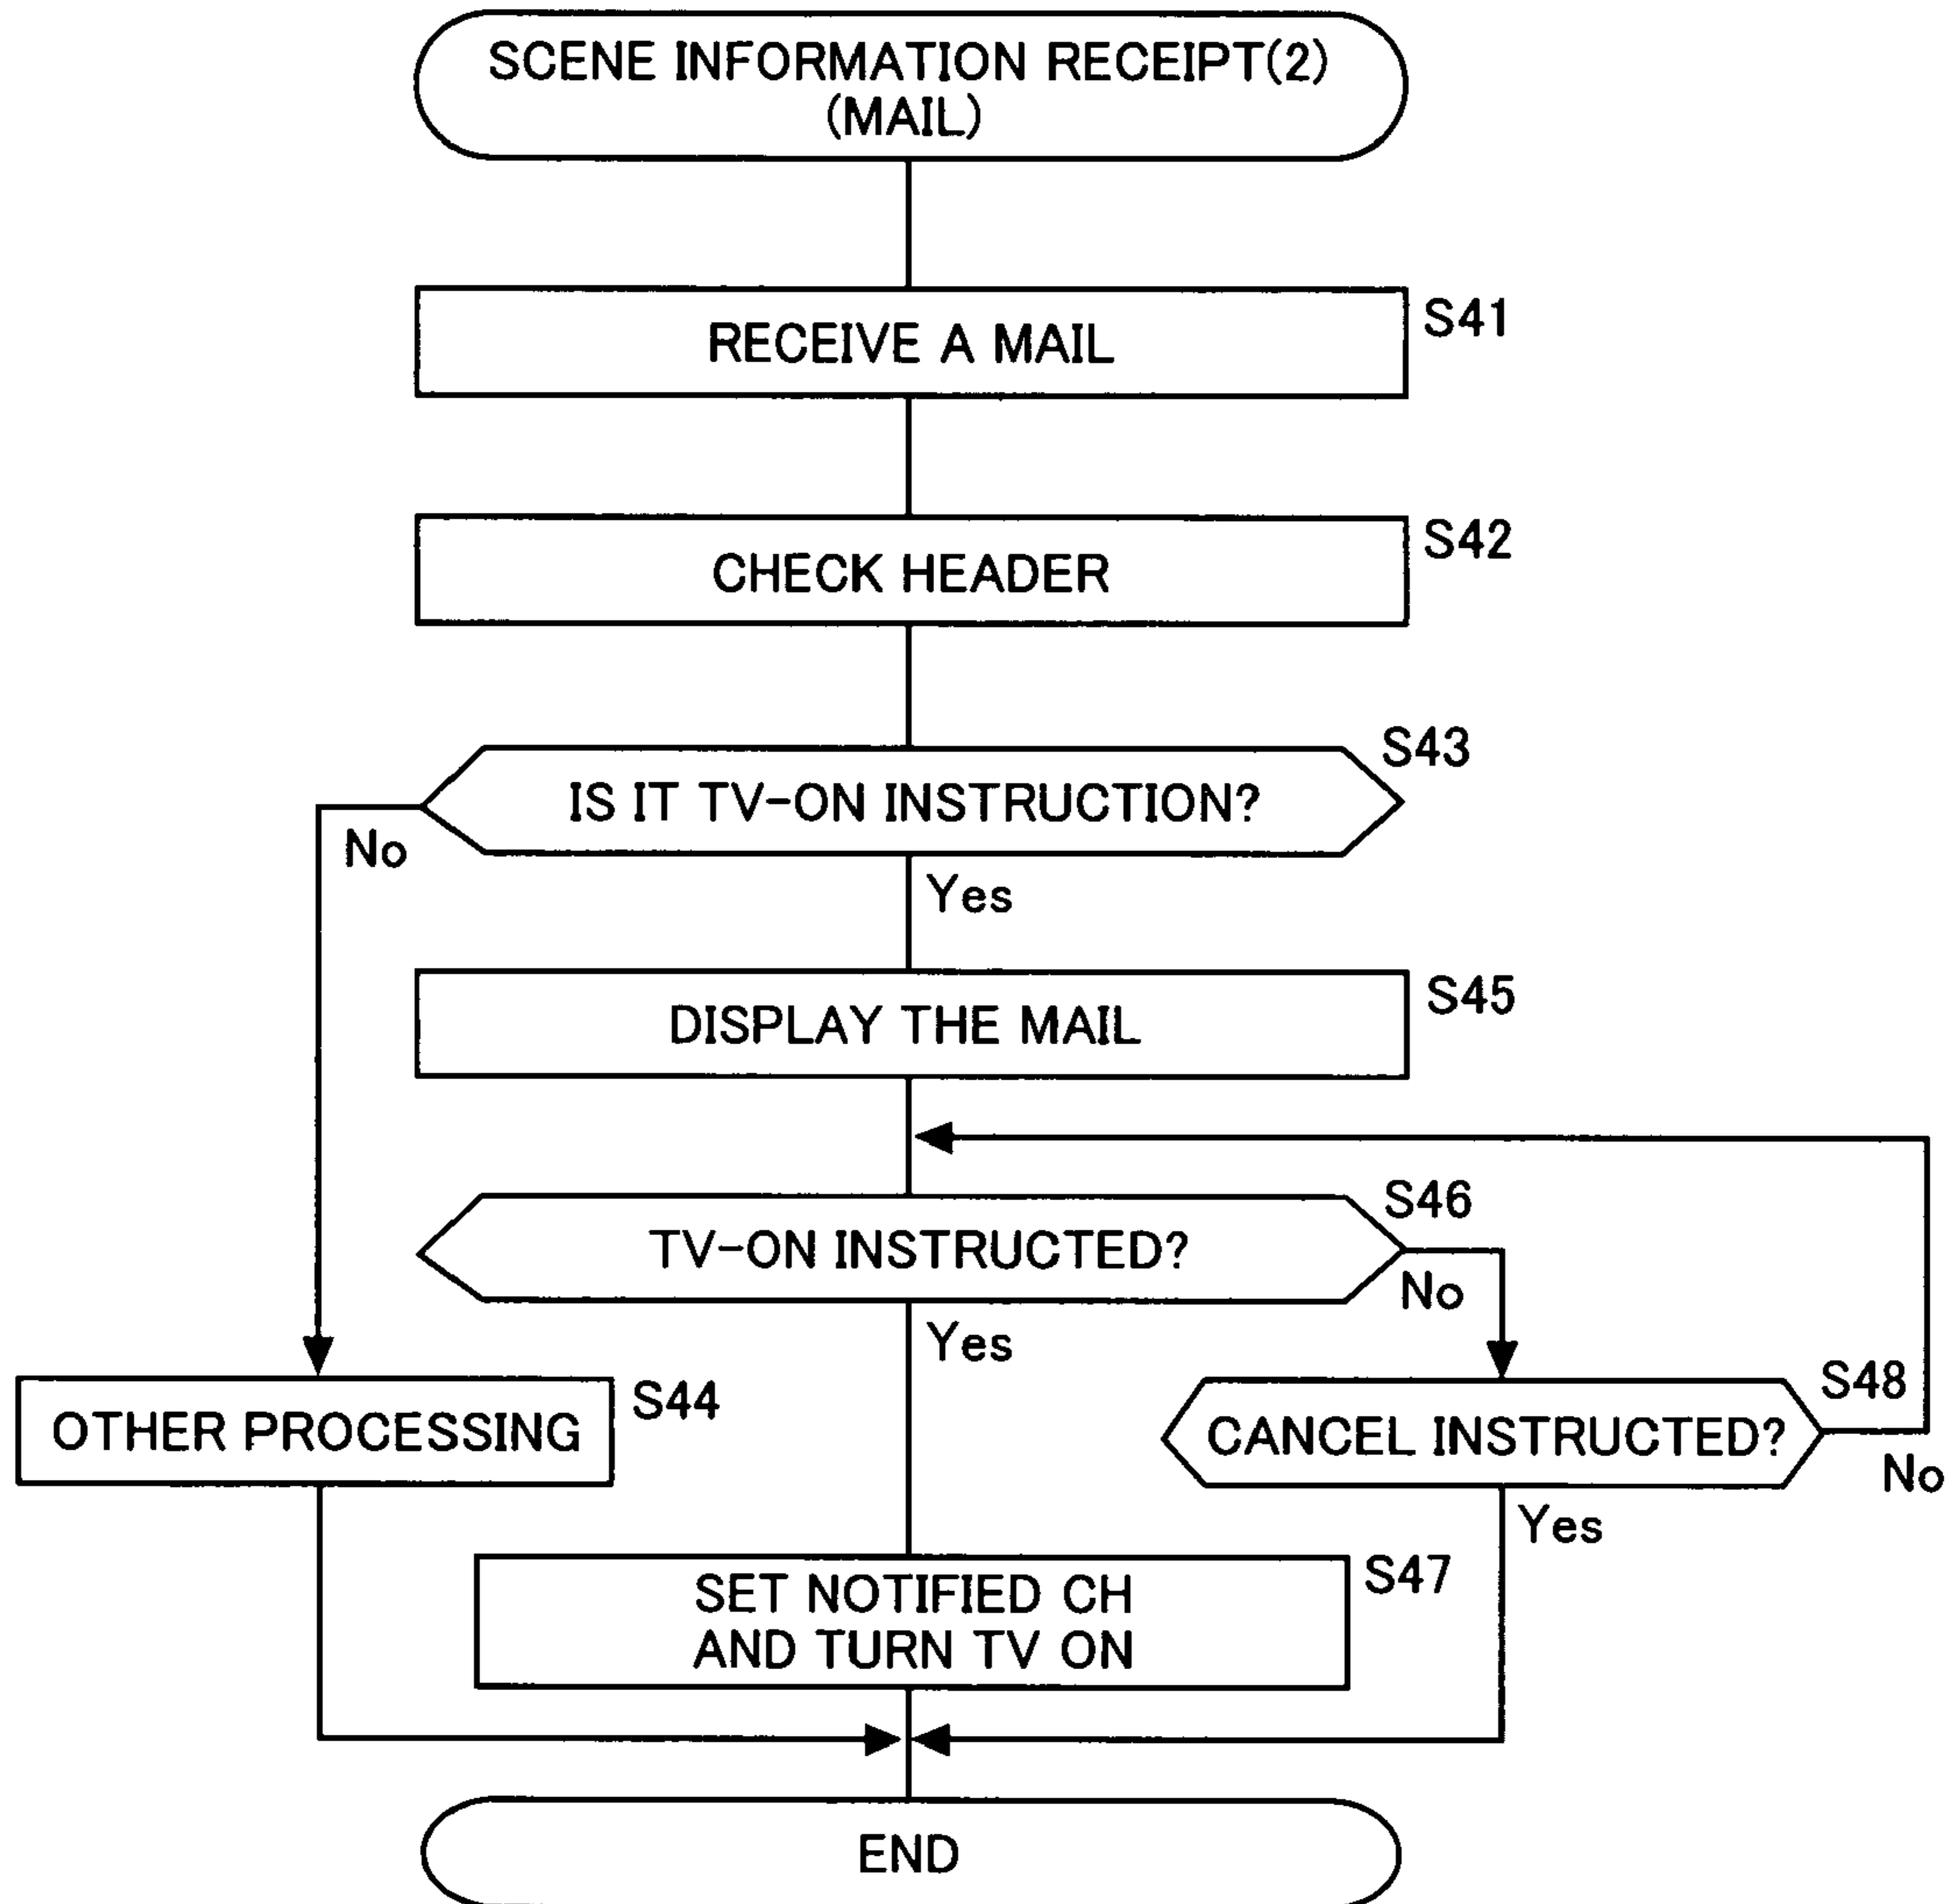 SCENE INFORMATION RECEIPT(2)
(MAIL)
RECEIVE A MAIL
S41
CHECK HEADER
S42
S43
IS IT TV-ON INSTRUCTION?
No
Yes
DISPLAY THE MAIL
S45
S46
TV-ON INSTRUCTED?
No
Yes
OTHER PROCESSING
S44
S48
CANCEL INSTRUCTED?
No
Yes
SET NOTIFIED CH
AND TURN TV ON
S47
END